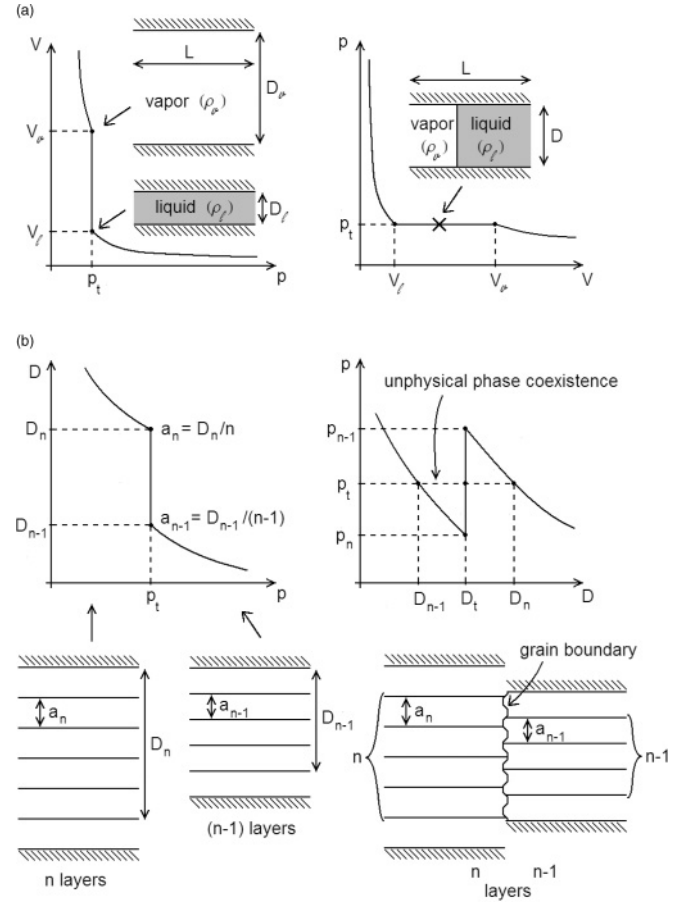 (a)
V
L
D𝓋
vapor (ρ𝓋)
V𝓋
liquid (ρℓ)
Dℓ
Vℓ
pt
p
p
L
vapor
(ρ𝓋)
liquid
(ρℓ)
D
pt
Vℓ
V𝓋
V
(b)
D
Dn
an = Dn/n
Dn-1
an-1 = Dn-1/(n-1)
pt
p
p
unphysical phase coexistence
pn-1
pt
pn
Dn-1
Dt
Dn
D
an
Dn
n layers
an-1
Dn-1
(n-1) layers
grain boundary
n
an
an-1
n-1
n
n-1
layers